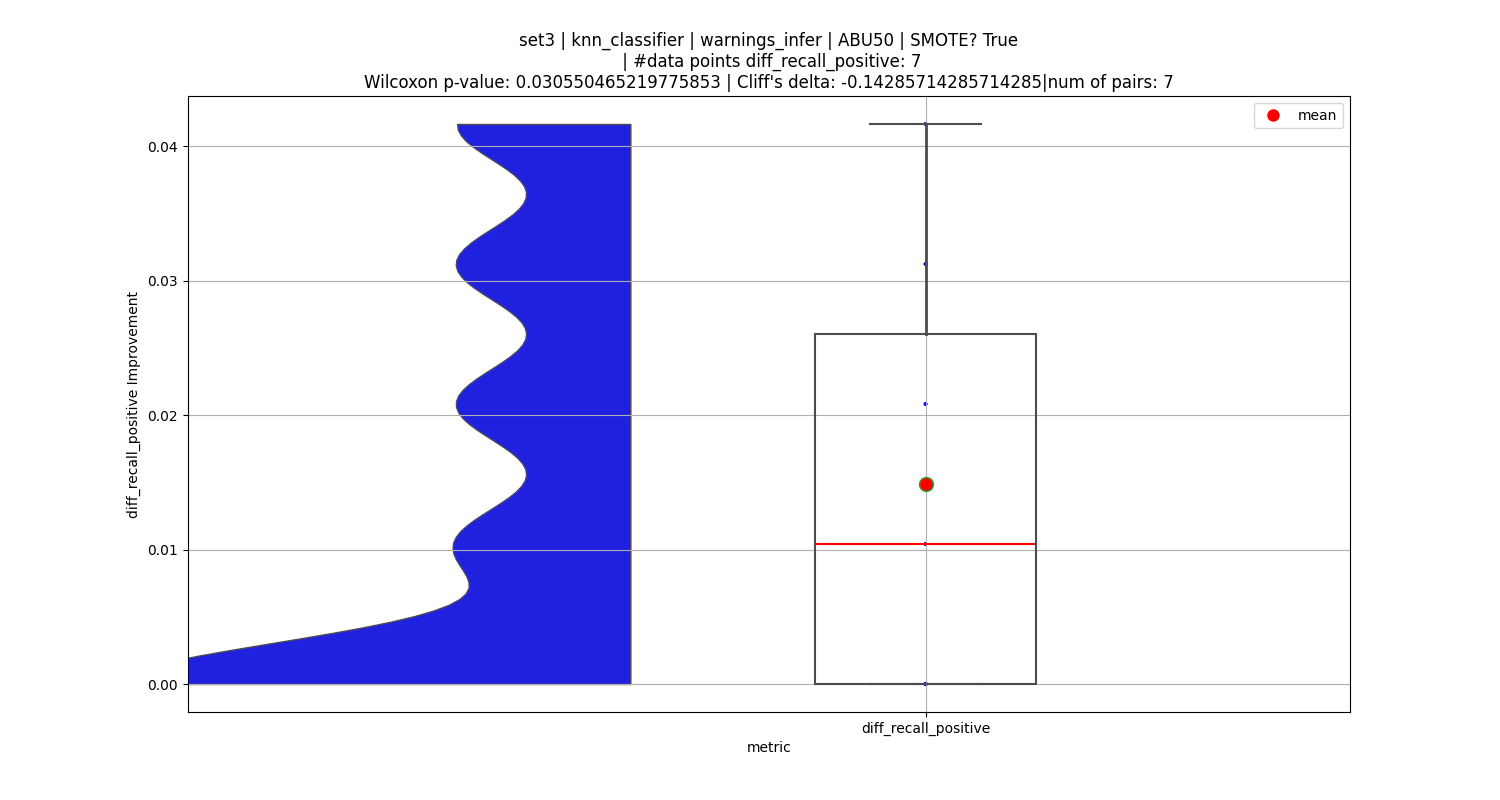 set3 | knn_classifier | warnings_infer | ABU50 | SMOTE? True
| #data points diff_recall_positive: 7
Wilcoxon p-value: 0.030550465219775853 | Cliff's delta: -0.14285714285714285|num of pairs: 7
mean
0.04
0.03
0.02
0.01
0.00
diff_recall_positive Improvement
diff_recall_positive
metric